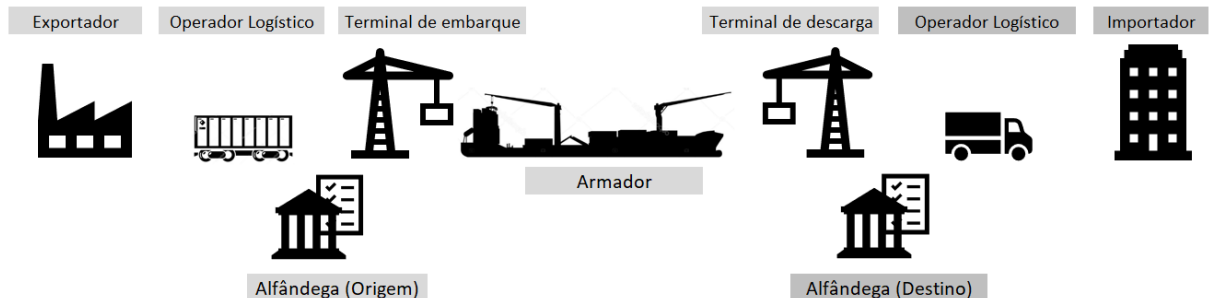 Exportador
Operador Logístico
Terminal de embarque
Terminal de descarga
Operador Logístico
Importador
Armador
Alfândega (Origem)
Alfândega (Destino)